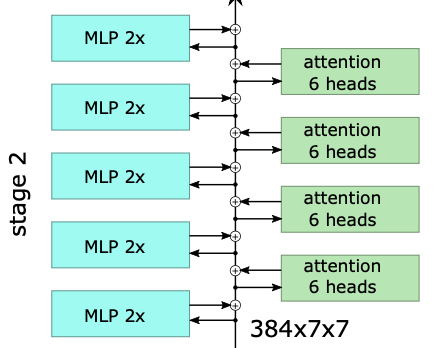 MLP 2x
attention
6 heads
MLP 2x
attention
6 heads
MLP 2x
attention
6 heads
MLP 2x
attention
6 heads
MLP 2x
384x7x7
stage 2